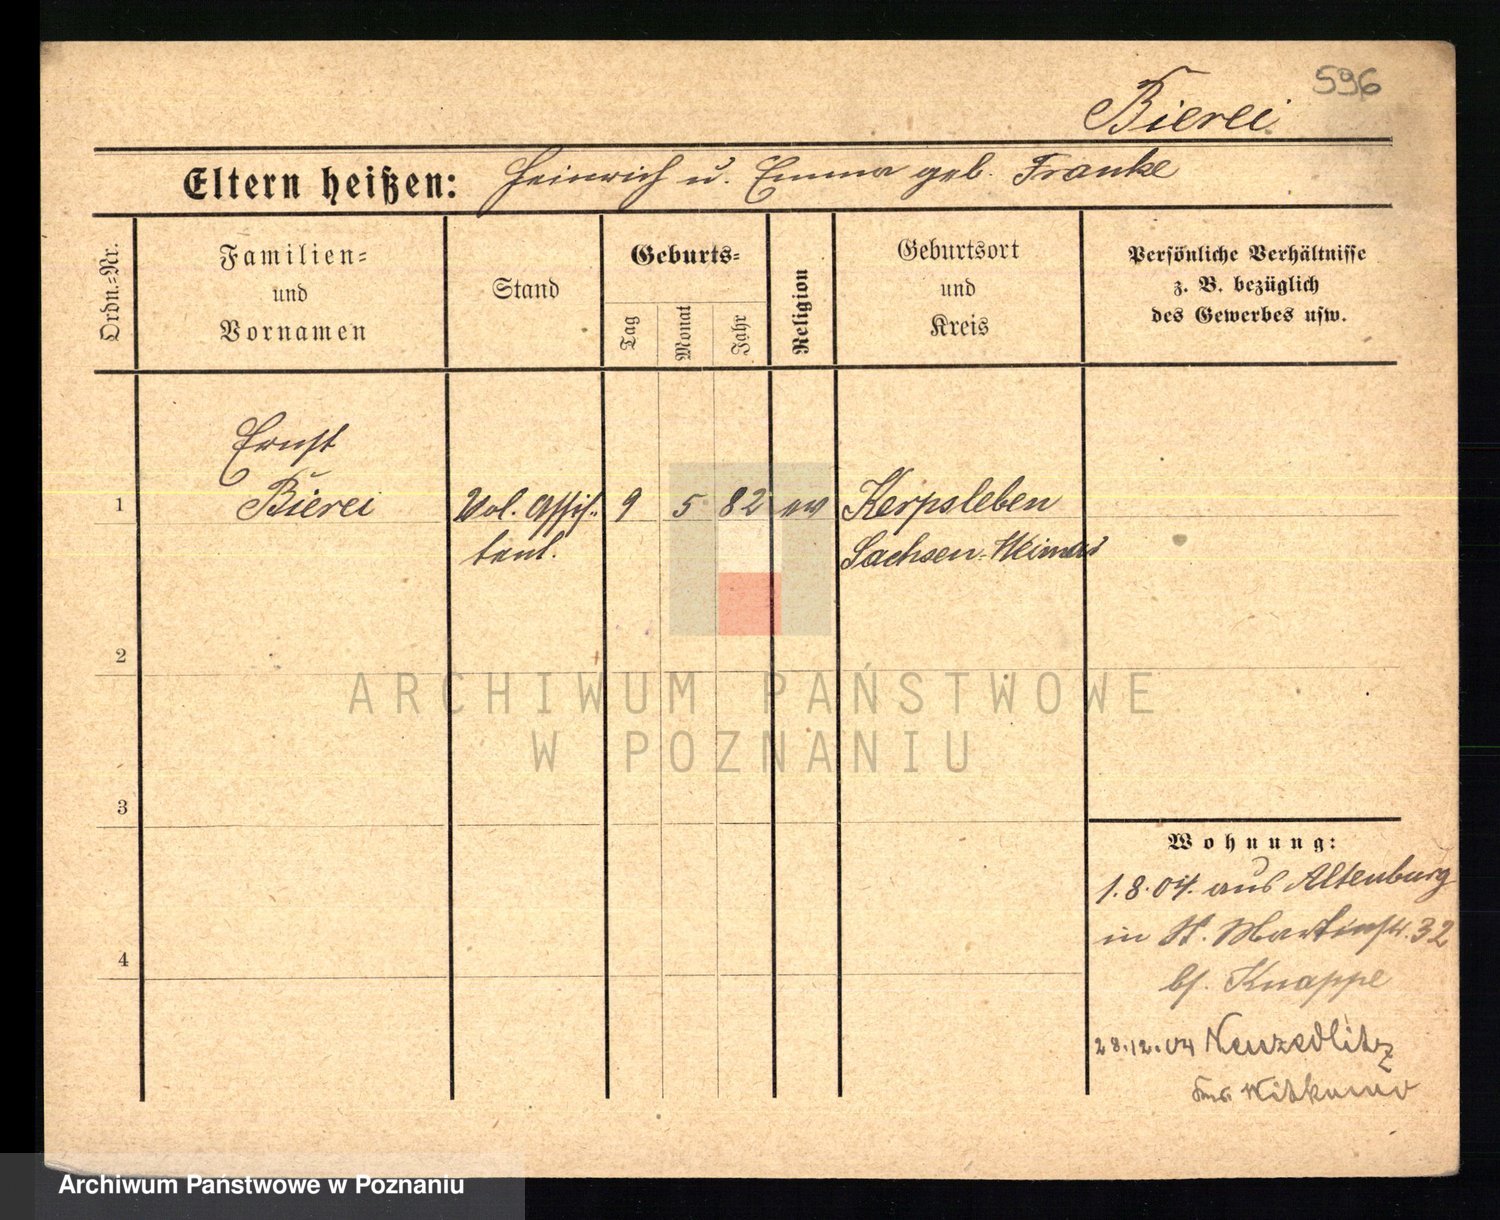 596
Bierei
Eltern heißen: Heinrich u. Emma geb. Franke
Ordn.-Nr.
Familien-
und
Vornamen
Stand
Geburts-
Tag
Monat
Jahr
Religion
Geburtsort
und
Kreis
Persönliche Verhältnisse
z. B. bezüglich
des Gewerbes usw.
Ernst
1 Bierei Vol. Assis- 9 5 82 ev Kerpsleben
tent. Sachsen-Weimar
2
3
4
ARCHIWUM PAŃSTWOWE
W POZNANIU
Wohnung:
1.8.04. aus Altenburg
in St. Martinstr. 32
bf. Knappe
28.12.04 Neuzedlitz
Witkowo
Archiwum Państwowe w Poznaniu